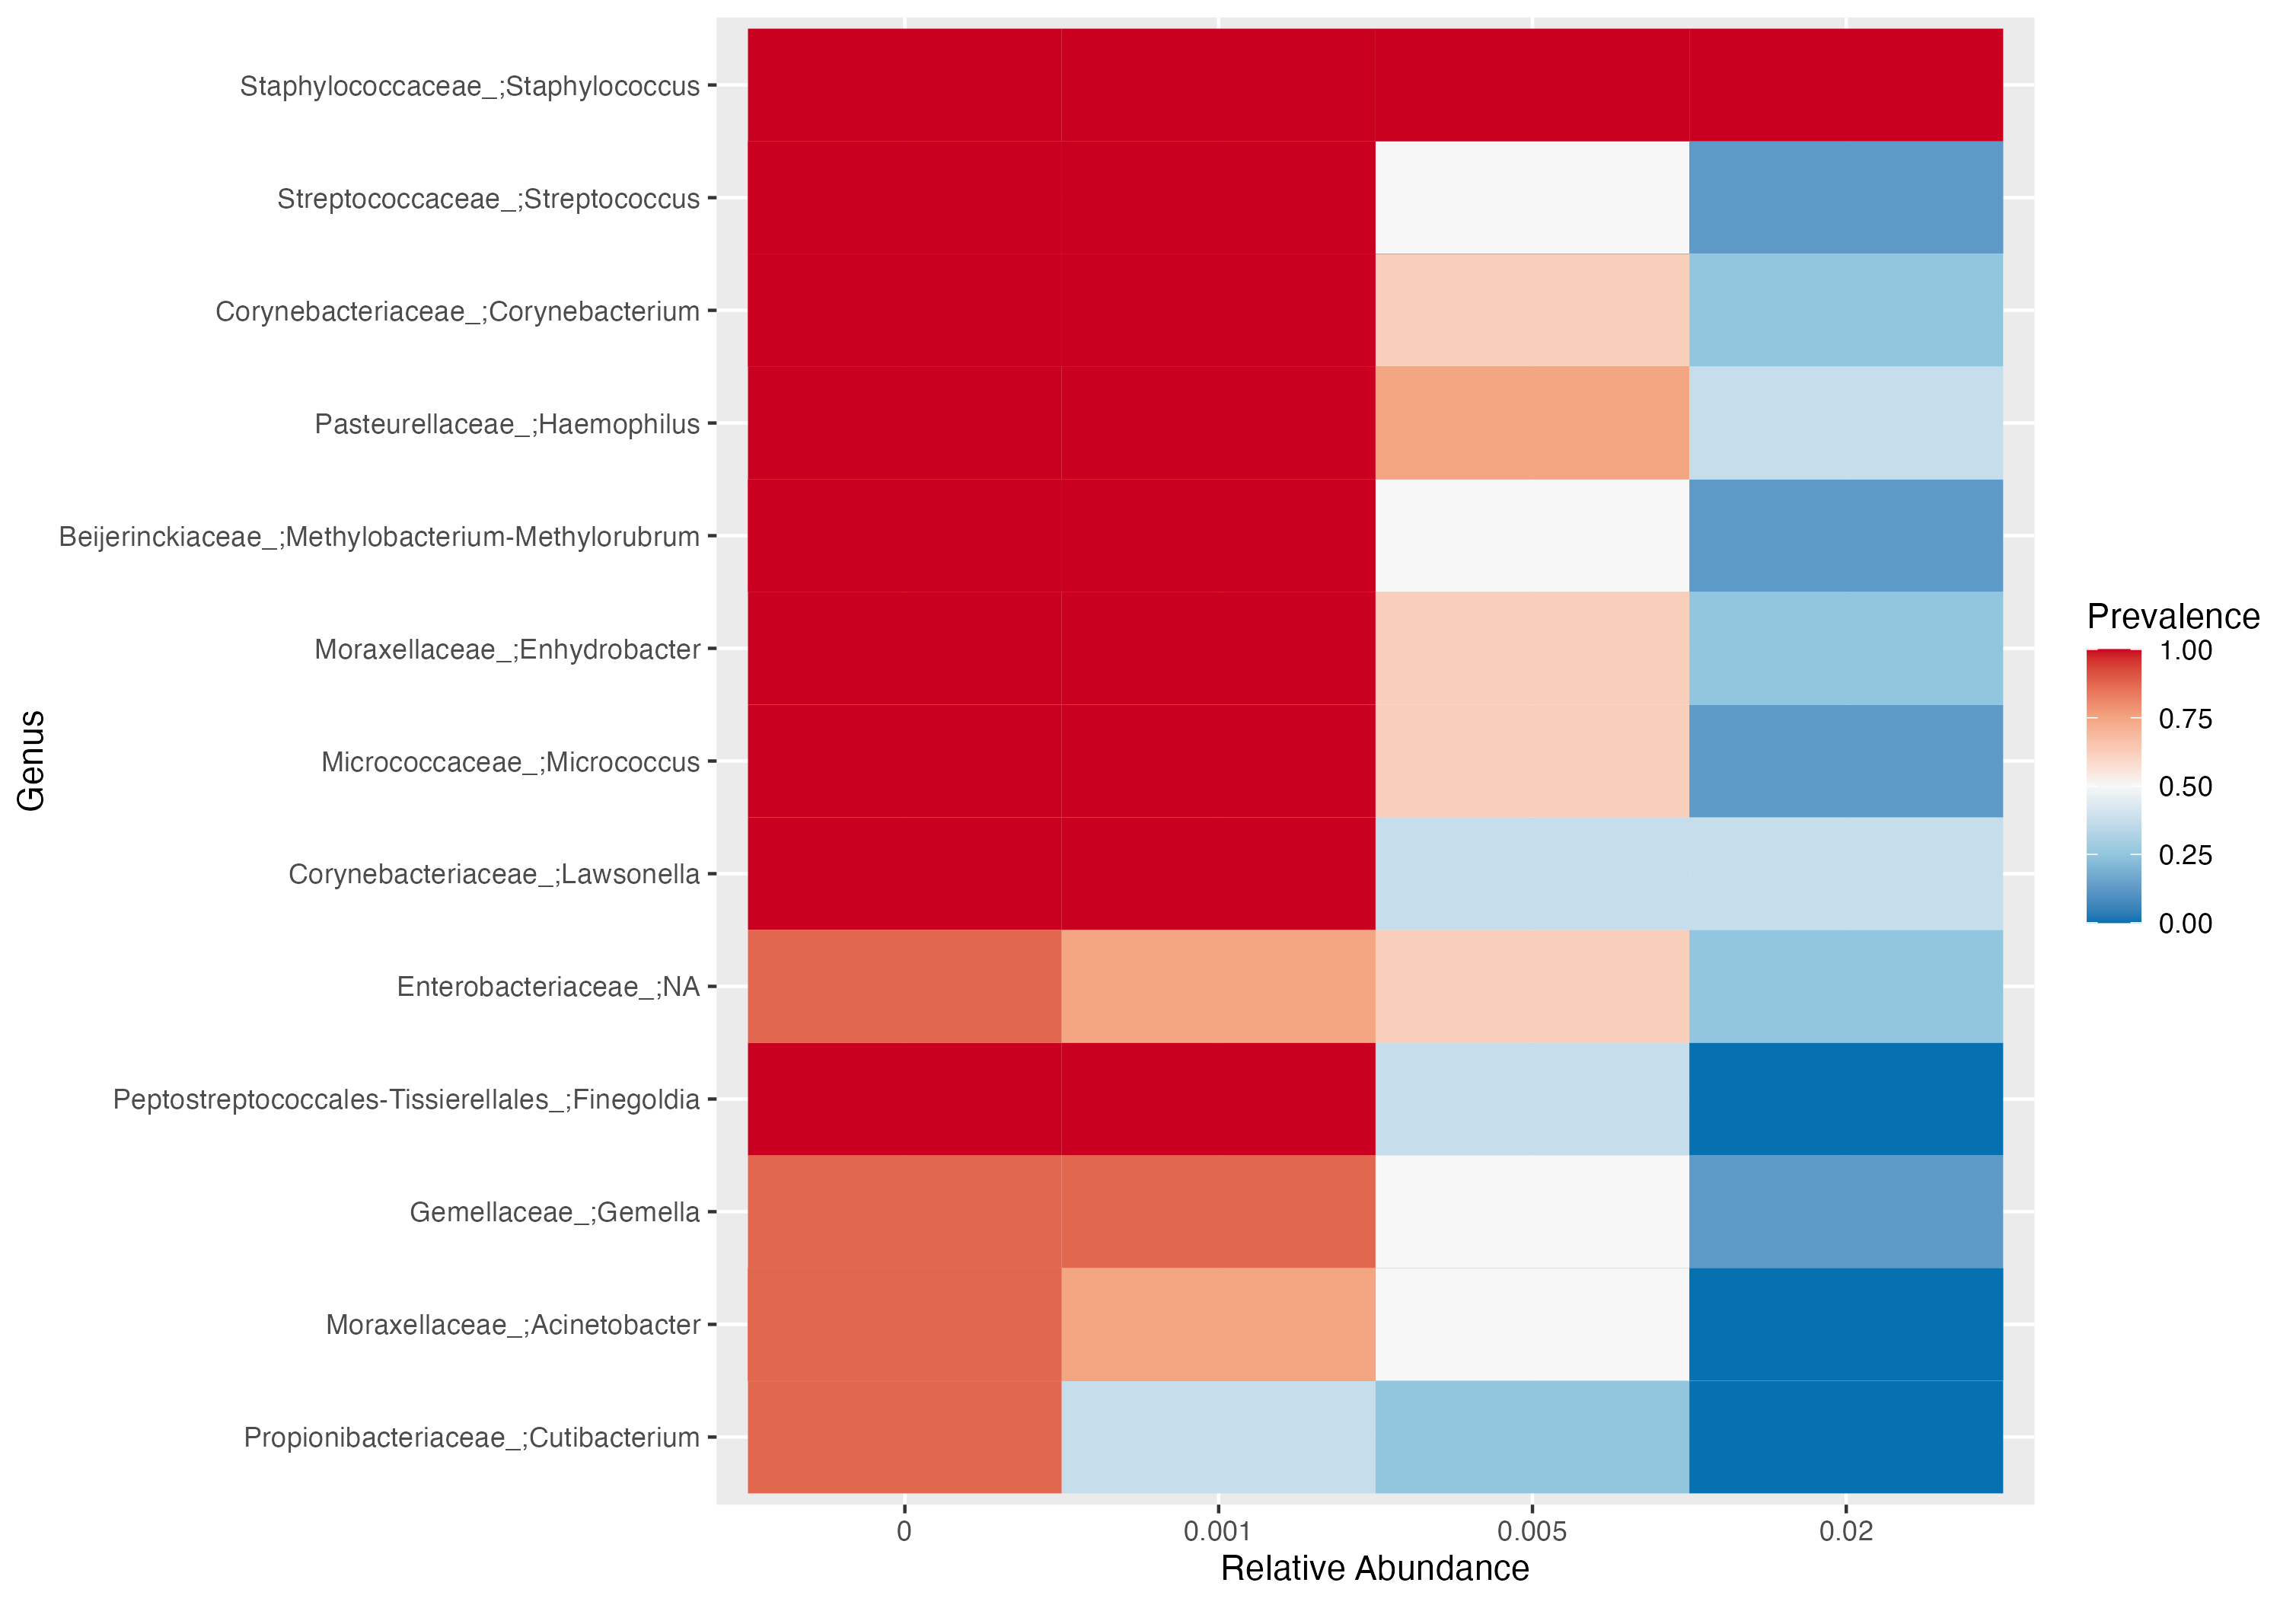 Staphylococcaceae_;Staphylococcus
Streptococcaceae_;Streptococcus
Corynebacteriaceae_;Corynebacterium
Pasteurellaceae_;Haemophilus
Beijerinckiaceae_;Methylobacterium-Methylorubrum
Moraxellaceae_;Enhydrobacter
Micrococcaceae_;Micrococcus
Corynebacteriaceae_;Lawsonella
Enterobacteriaceae_;NA
Peptostreptococcales-Tissierellales_;Finegoldia
Gemellaceae_;Gemella
Moraxellaceae_;Acinetobacter
Propionibacteriaceae_;Cutibacterium
Genus
0 0.001 0.005 0.02
Relative Abundance
Prevalence
1.00
0.75
0.50
0.25
0.00